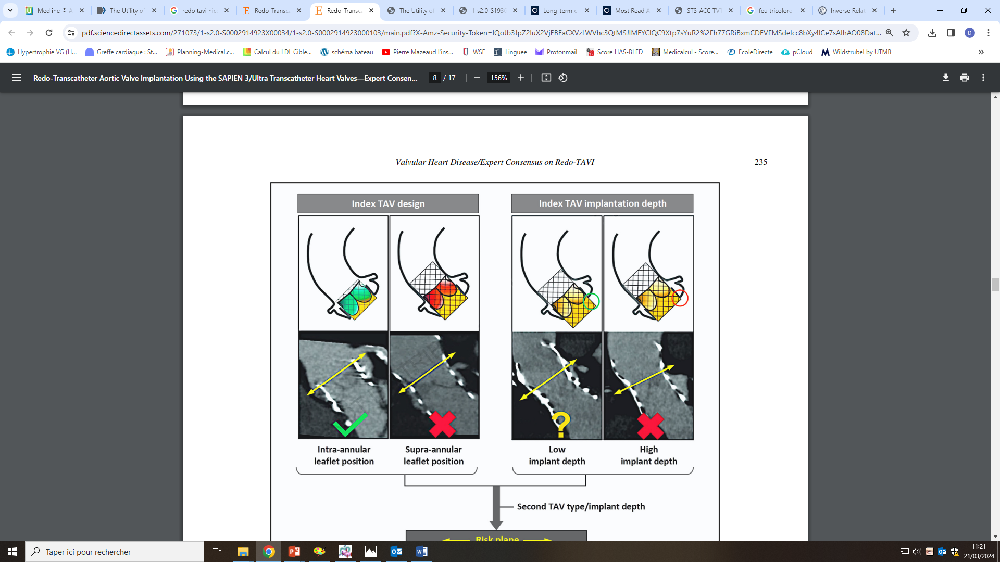 Medline ® A
The Utility of
redo tavi nic
Redo-Transc
Redo-Transc
The Utility of
1-s2.0-S193
Long-term c
Most Read A
STS-ACC TVT
feu tricolore
Inverse Relat
pdf.sciencedirectassets.com/271073/1-s2.0-S0002914923X00034/1-s2.0-S0002914923000103/main.pdf?X-Amz-Security-Token=
Hypertrophie VG (H...
Greffe cardiaque : St...
Planning-Medical.c...
Calcul du LDL Cible...
schéma bateau
Pierre Mazeaud l'ins...
WSE
Linguee
Protonmail
Score HAS-BLED
Medicalcul - Score...
EcoleDirecte
pCloud
Wildstrubel by UTMB
Redo-Transcatheter Aortic Valve Implantation Using the SAPIEN 3/Ultra Transcatheter Heart Valves—Expert Consen...
8 / 17
156%
Valvular Heart Disease/Expert Consensus on Redo-TAVI
235
Index TAV design
Index TAV implantation depth
?
Intra-annular
leaflet position
Supra-annular
leaflet position
Low
implant depth
High
implant depth
Second TAV type/implant depth
Risk plane
Taper ici pour rechercher
11:21
21/03/2024